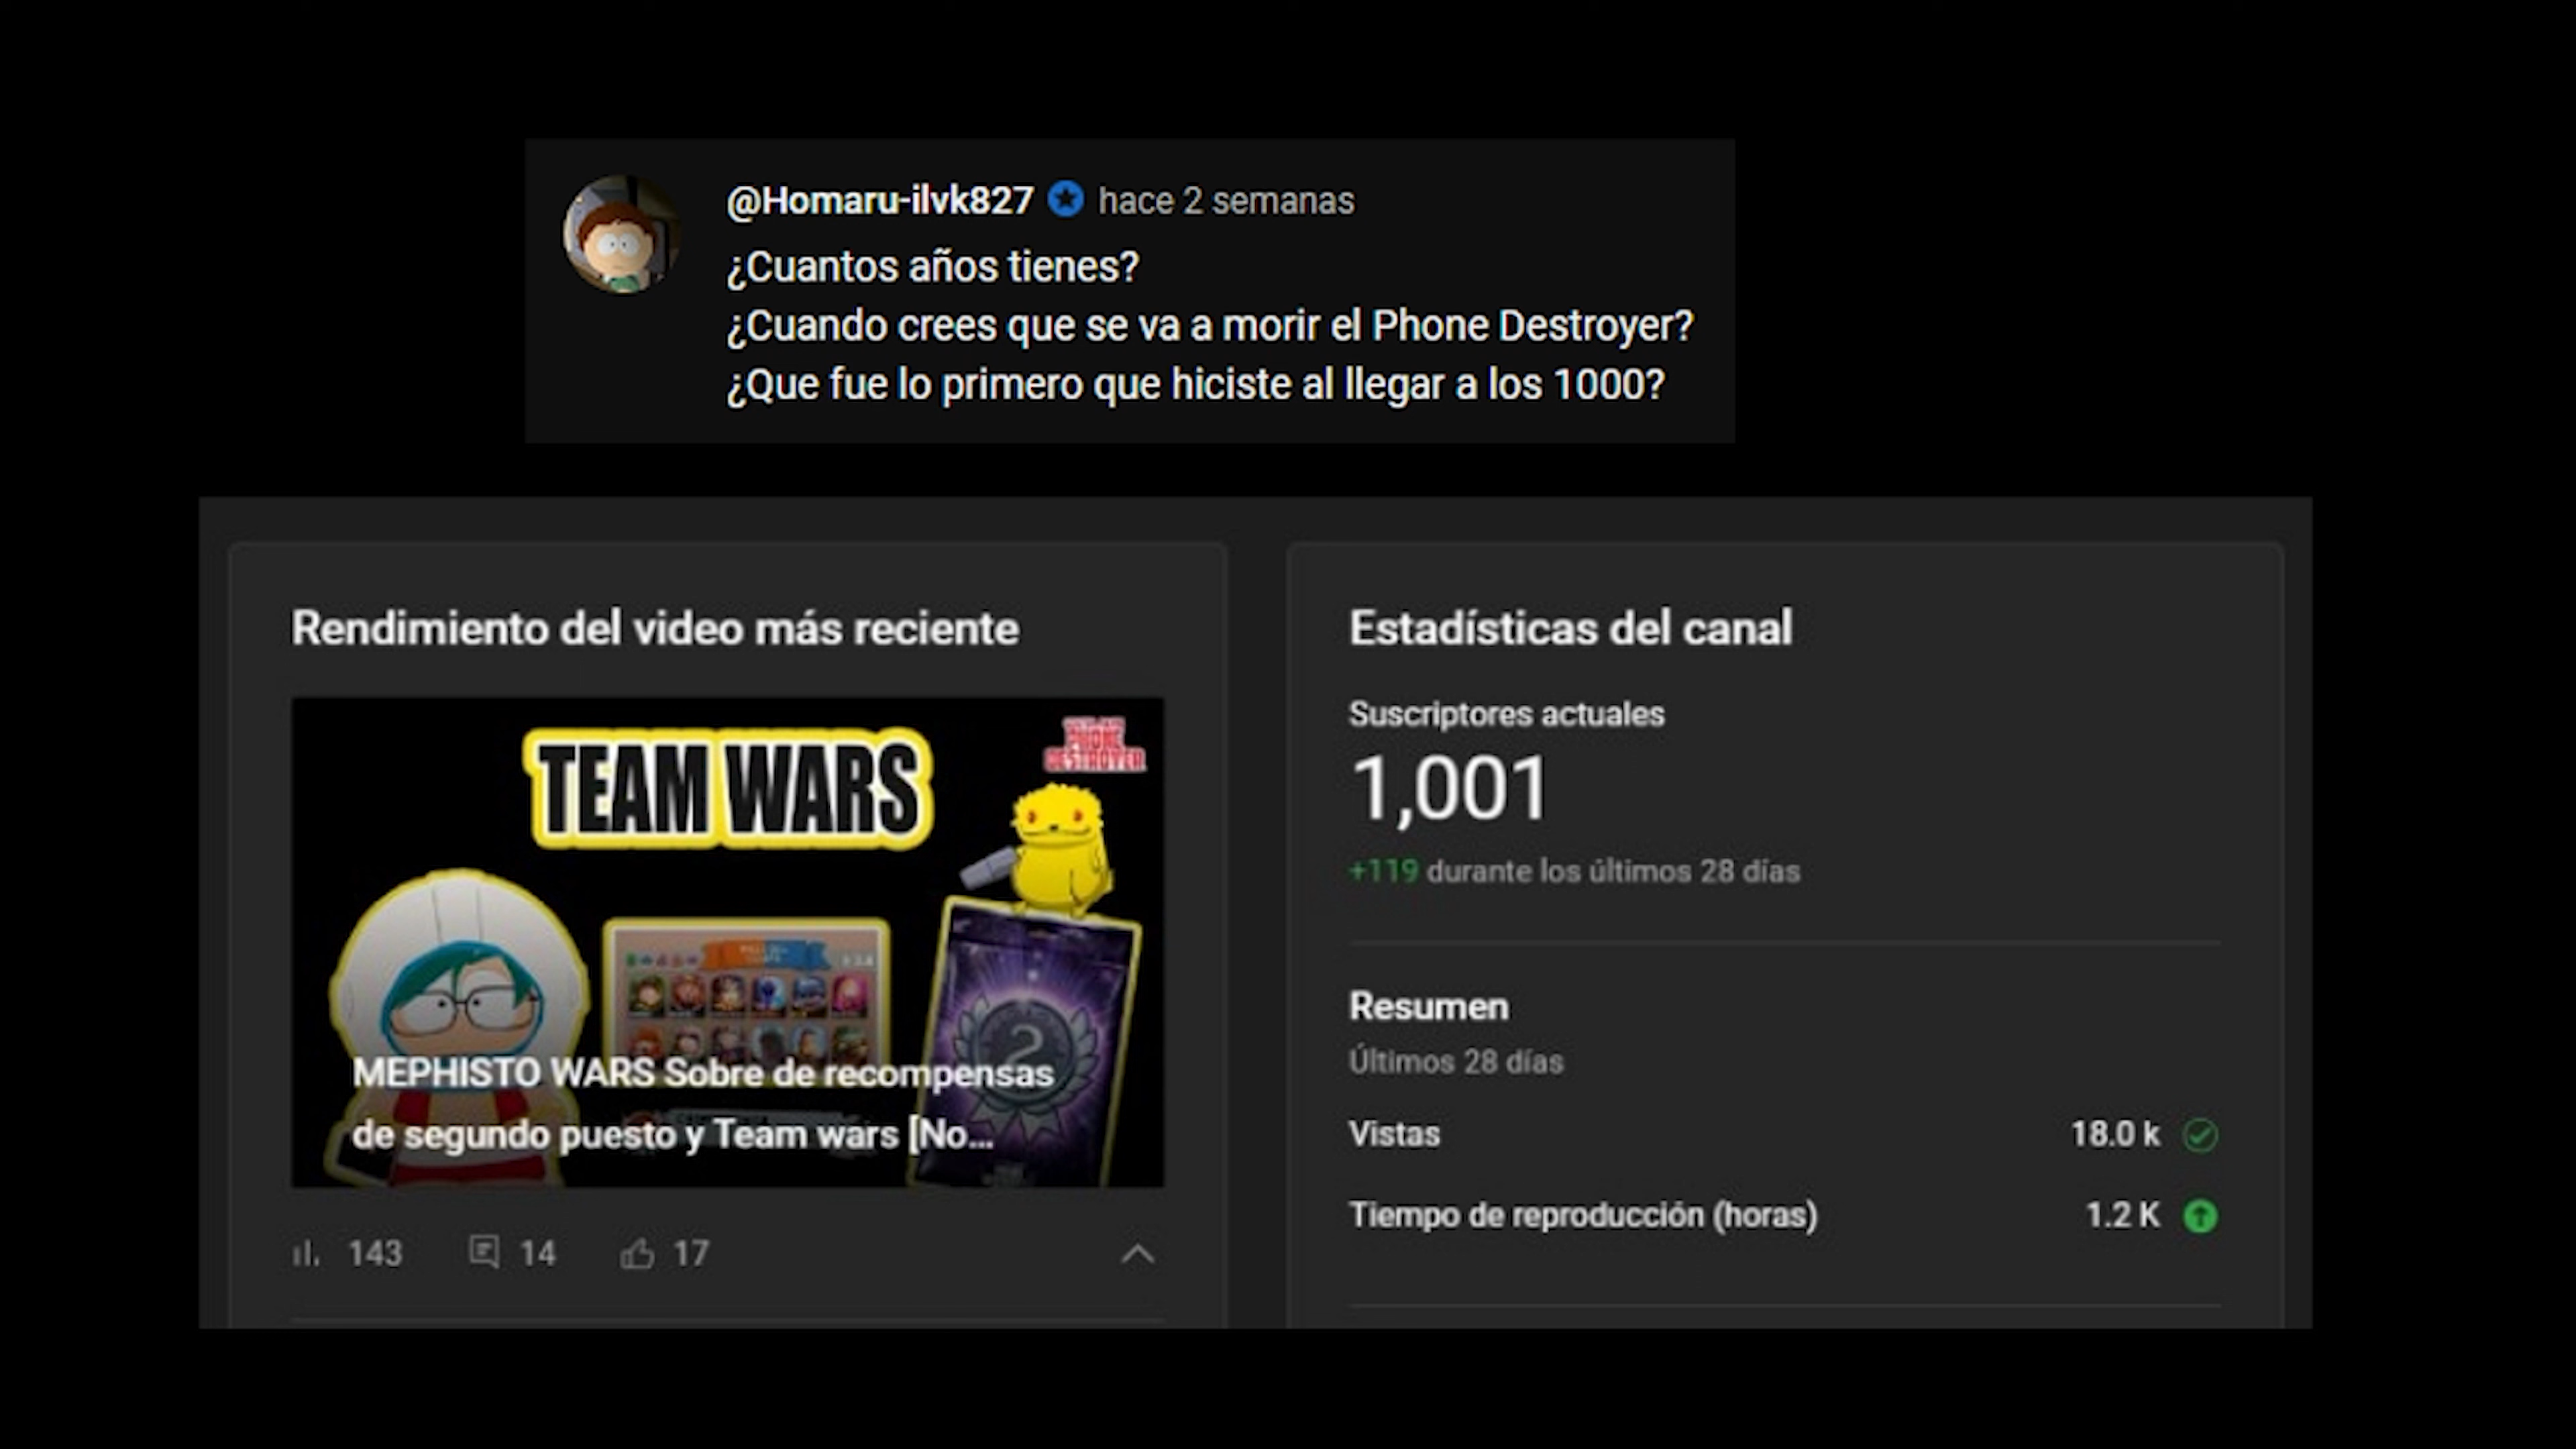 @Homaru-ilvk827 hace 2 semanas
¿Cuantos años tienes?
¿Cuando crees que se va a morir el Phone Destroyer?
¿Que fue lo primero que hiciste al llegar a los 1000?
Rendimiento del video más reciente
TEAM WARS
PHONE
DESTROYER
2
MEPHISTO WARS Sobre de recompensas
de segundo puesto y Team wars [No...
143 14 17
Estadísticas del canal
Suscriptores actuales
1,001
+119 durante los últimos 28 días
Resumen
Últimos 28 días
Vistas 18.0 k
Tiempo de reproducción (horas) 1.2 K